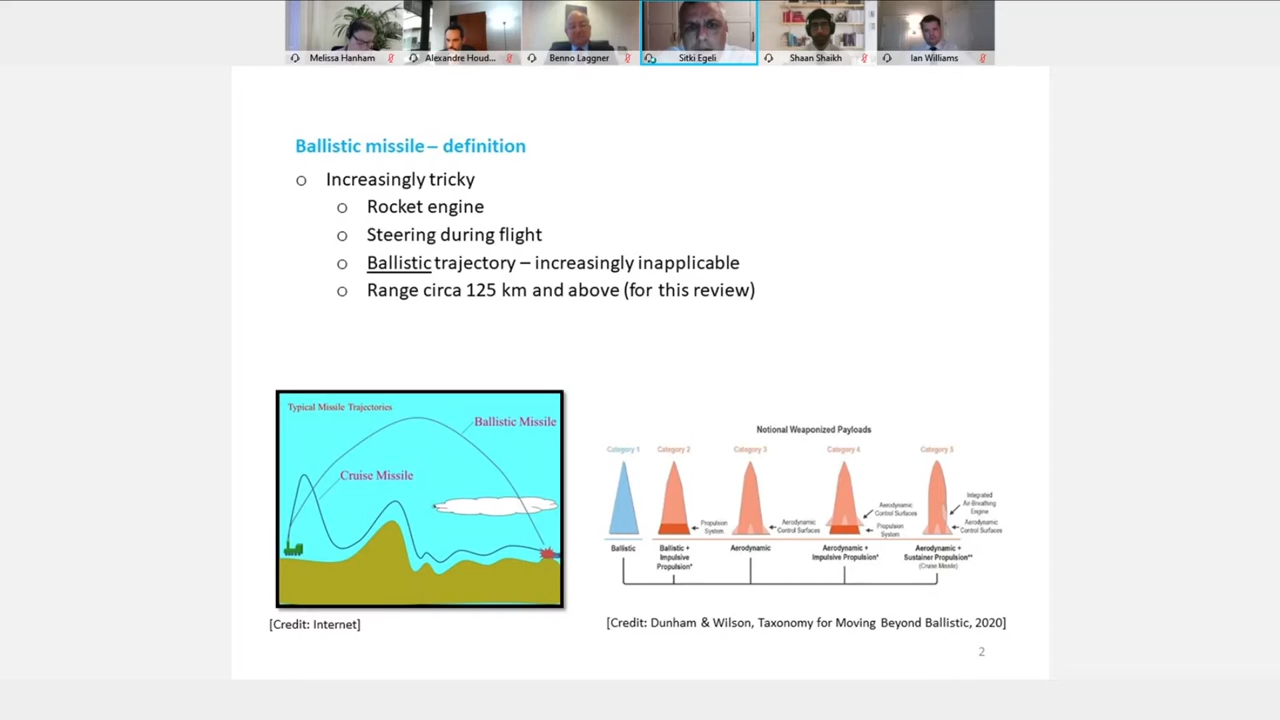 Melissa Hanham
Alexandre Houd...
Benno Laggner
Sitki Egeli
Shaan Shaikh
Ian Williams
Ballistic missile – definition
o Increasingly tricky
o Rocket engine
o Steering during flight
o Ballistic trajectory – increasingly inapplicable
o Range circa 125 km and above (for this review)
Typical Missile Trajectories
Ballistic Missile
Cruise Missile
[Credit: Internet]
Notional Weaponized Payloads
Category 1
Category 2
Category 3
Category 4
Category 5
Propulsion
System
Aerodynamic
Control Surfaces
Aerodynamic
Control Surfaces
Propulsion
System
Integrated
Air-Breathing
Engine
Aerodynamic
Control Surfaces
Ballistic
Ballistic +
Impulsive
Propulsion*
Aerodynamic
Aerodynamic +
Impulsive Propulsion*
Aerodynamic +
Sustainer Propulsion**
(Cruise Missile)
[Credit: Dunham & Wilson, Taxonomy for Moving Beyond Ballistic, 2020]
2